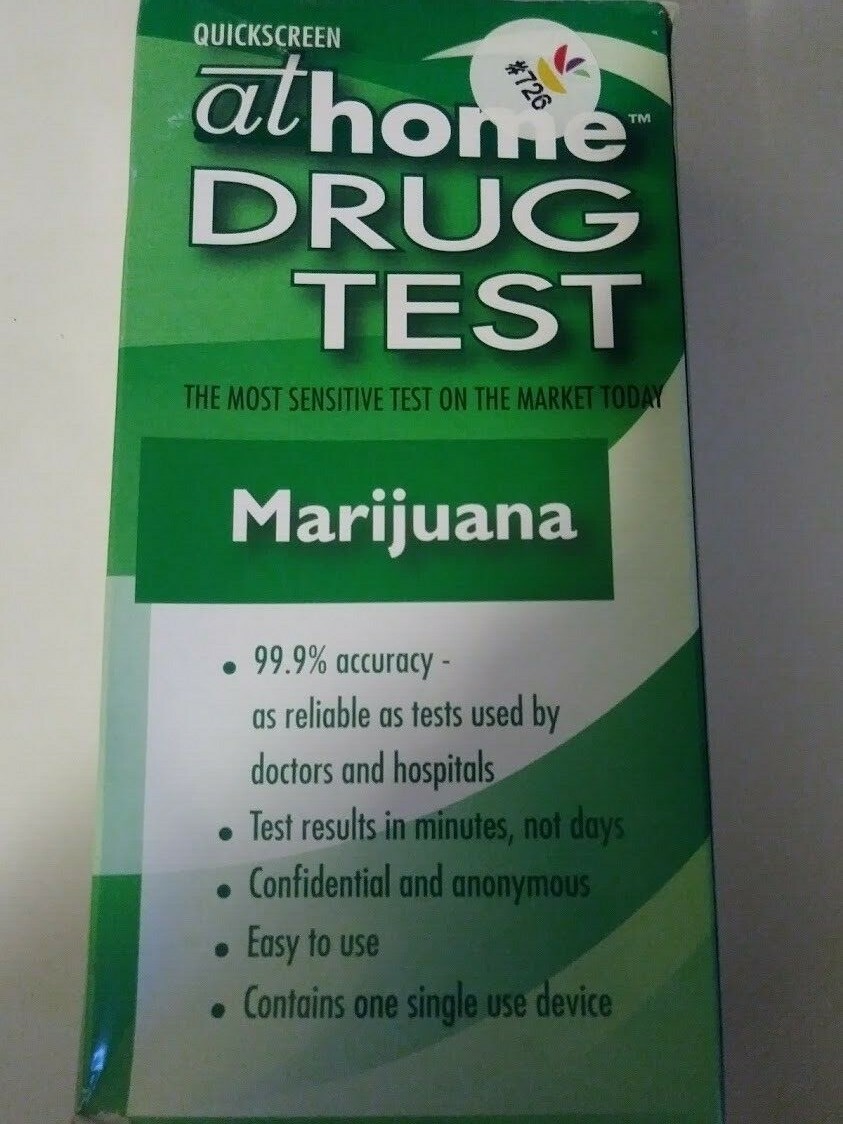 QUICKSCREEN
#726
at home™
DRUG
TEST
THE MOST SENSITIVE TEST ON THE MARKET TODAY
Marijuana
• 99.9% accuracy -
as reliable as tests used by
doctors and hospitals
• Test results in minutes, not days
• Confidential and anonymous
• Easy to use
• Contains one single use device